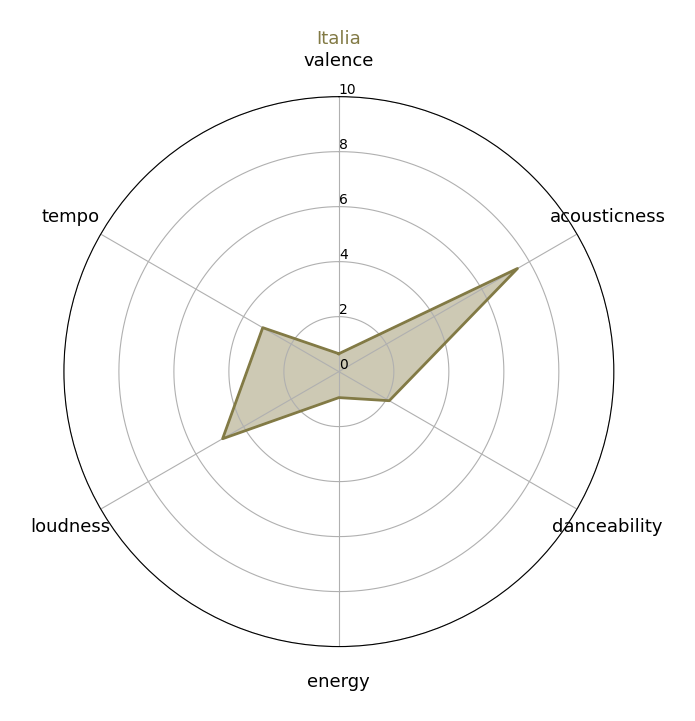 Italia
valence
10
8
tempo
6
acousticness
4
2
0
loudness
danceability
energy